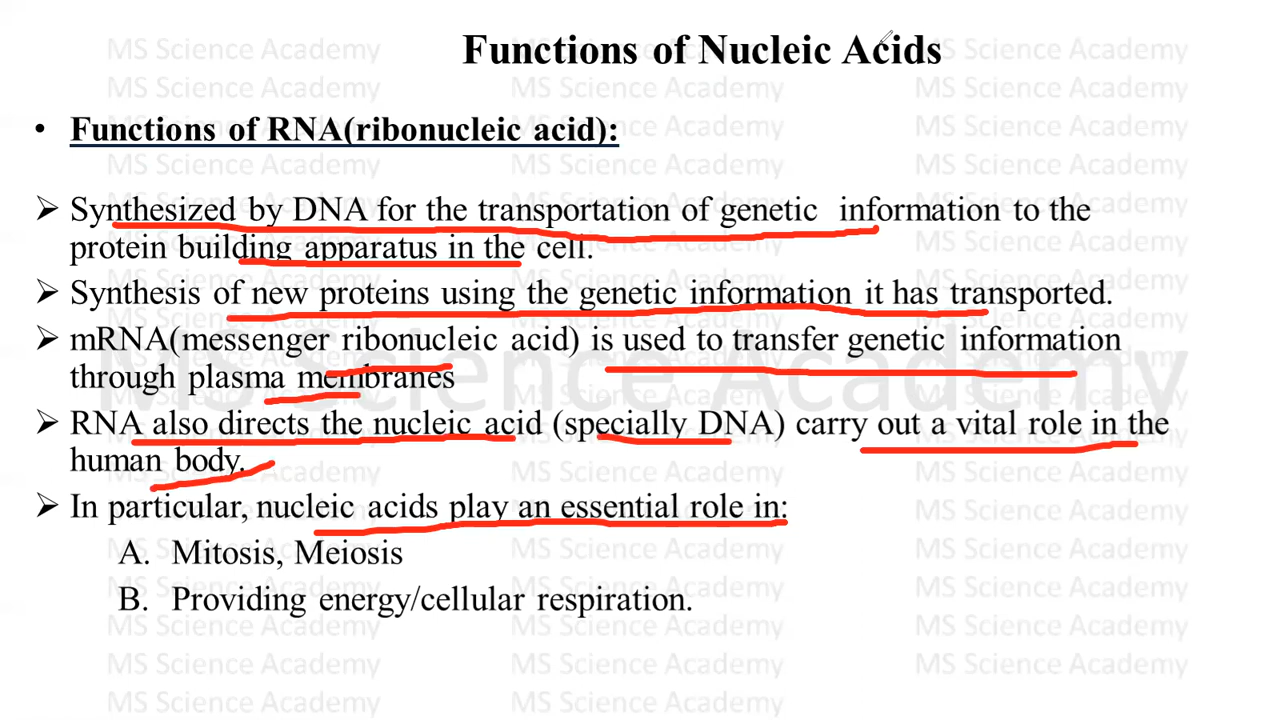 Functions of Nucleic Acids
• Functions of RNA(ribonucleic acid):
➢ Synthesized by DNA for the transportation of genetic information to the
protein building apparatus in the cell.
➢ Synthesis of new proteins using the genetic information it has transported.
➢ mRNA(messenger ribonucleic acid) is used to transfer genetic information
through plasma membranes
➢ RNA also directs the nucleic acid (specially DNA) carry out a vital role in the
human body.
➢ In particular, nucleic acids play an essential role in:
A. Mitosis, Meiosis
B. Providing energy/cellular respiration.
MS Science Academy